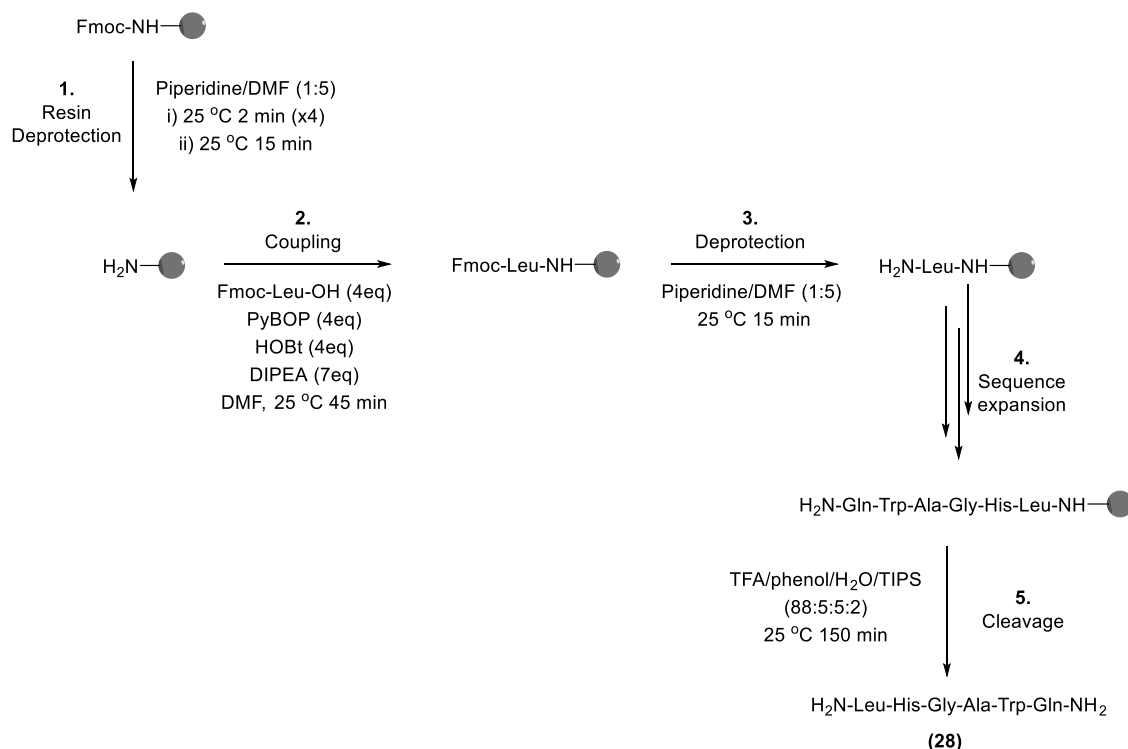 Fmoc-NH
1.
Resin
Deprotection
Piperidine/DMF (1:5)
i) 25 °C 2 min (x4)
ii) 25 °C 15 min
H₂N
2.
Coupling
Fmoc-Leu-OH (4eq)
PyBOP (4eq)
HOBt (4eq)
DIPEA (7eq)
DMF, 25 °C 45 min
Fmoc-Leu-NH
3.
Deprotection
Piperidine/DMF (1:5)
25 °C 15 min
H₂N-Leu-NH
4.
Sequence
expansion
H₂N-Gln-Trp-Ala-Gly-His-Leu-NH
TFA/phenol/H₂O/TIPS
(88:5:5:2)
25 °C 150 min
5.
Cleavage
H₂N-Leu-His-Gly-Ala-Trp-Gln-NH₂
(28)